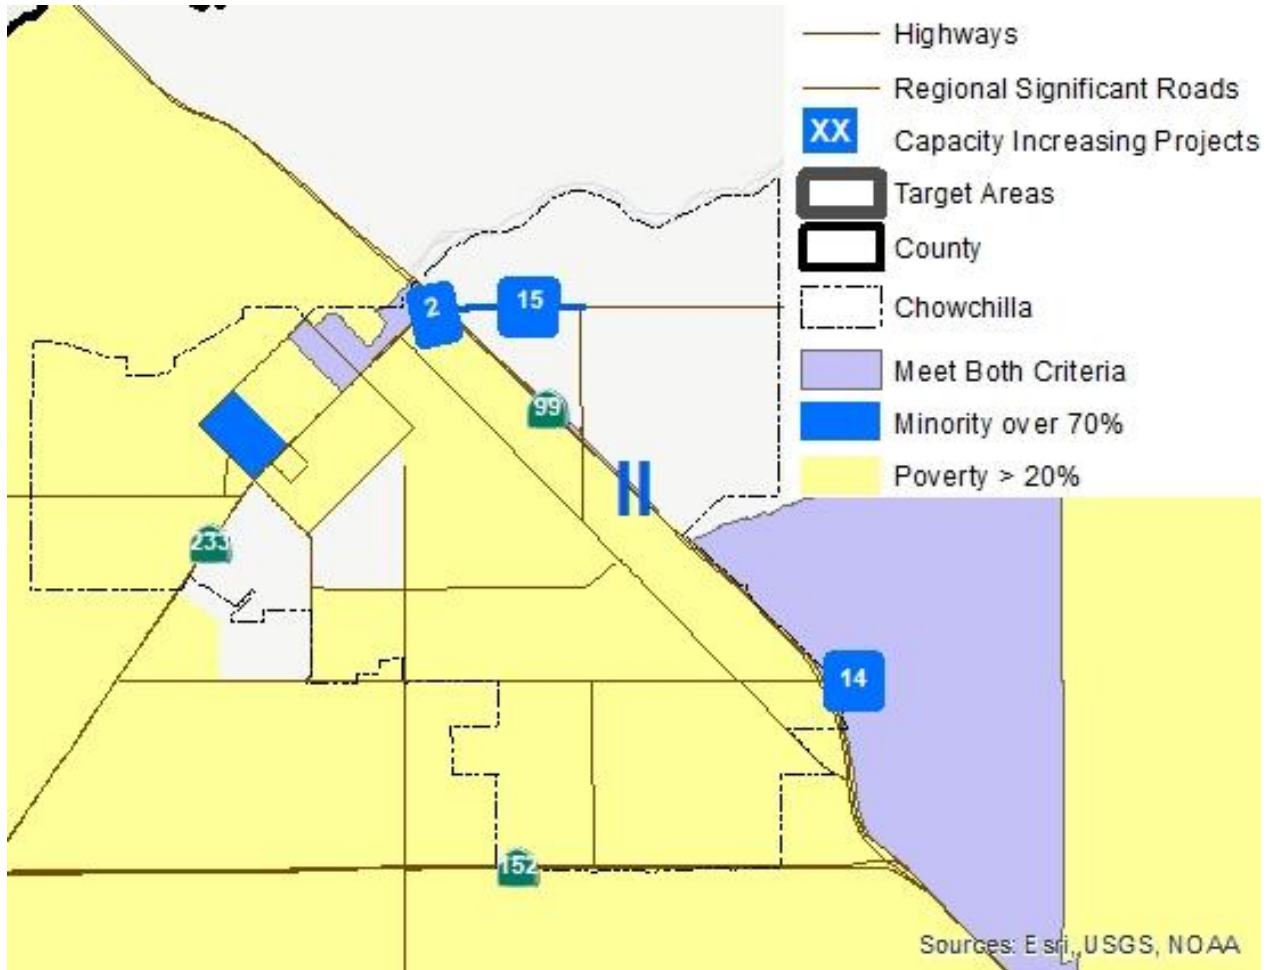 Highways
Regional Significant Roads
XX Capacity Increasing Projects
Target Areas
County
Chowchilla
Meet Both Criteria
Minority over 70%
Poverty > 20%
2
15
99
233
14
152
Sources: Esri, USGS, NOAA